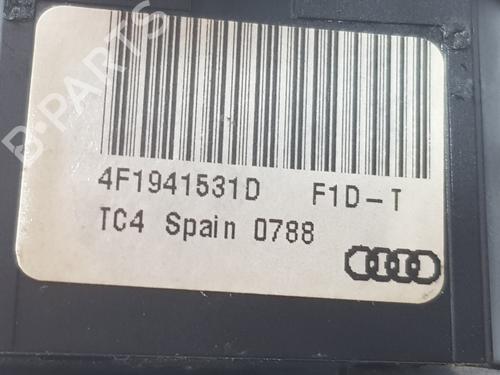 B-PARTS
4F1941531D F1D-T
TC4 Spain 0788